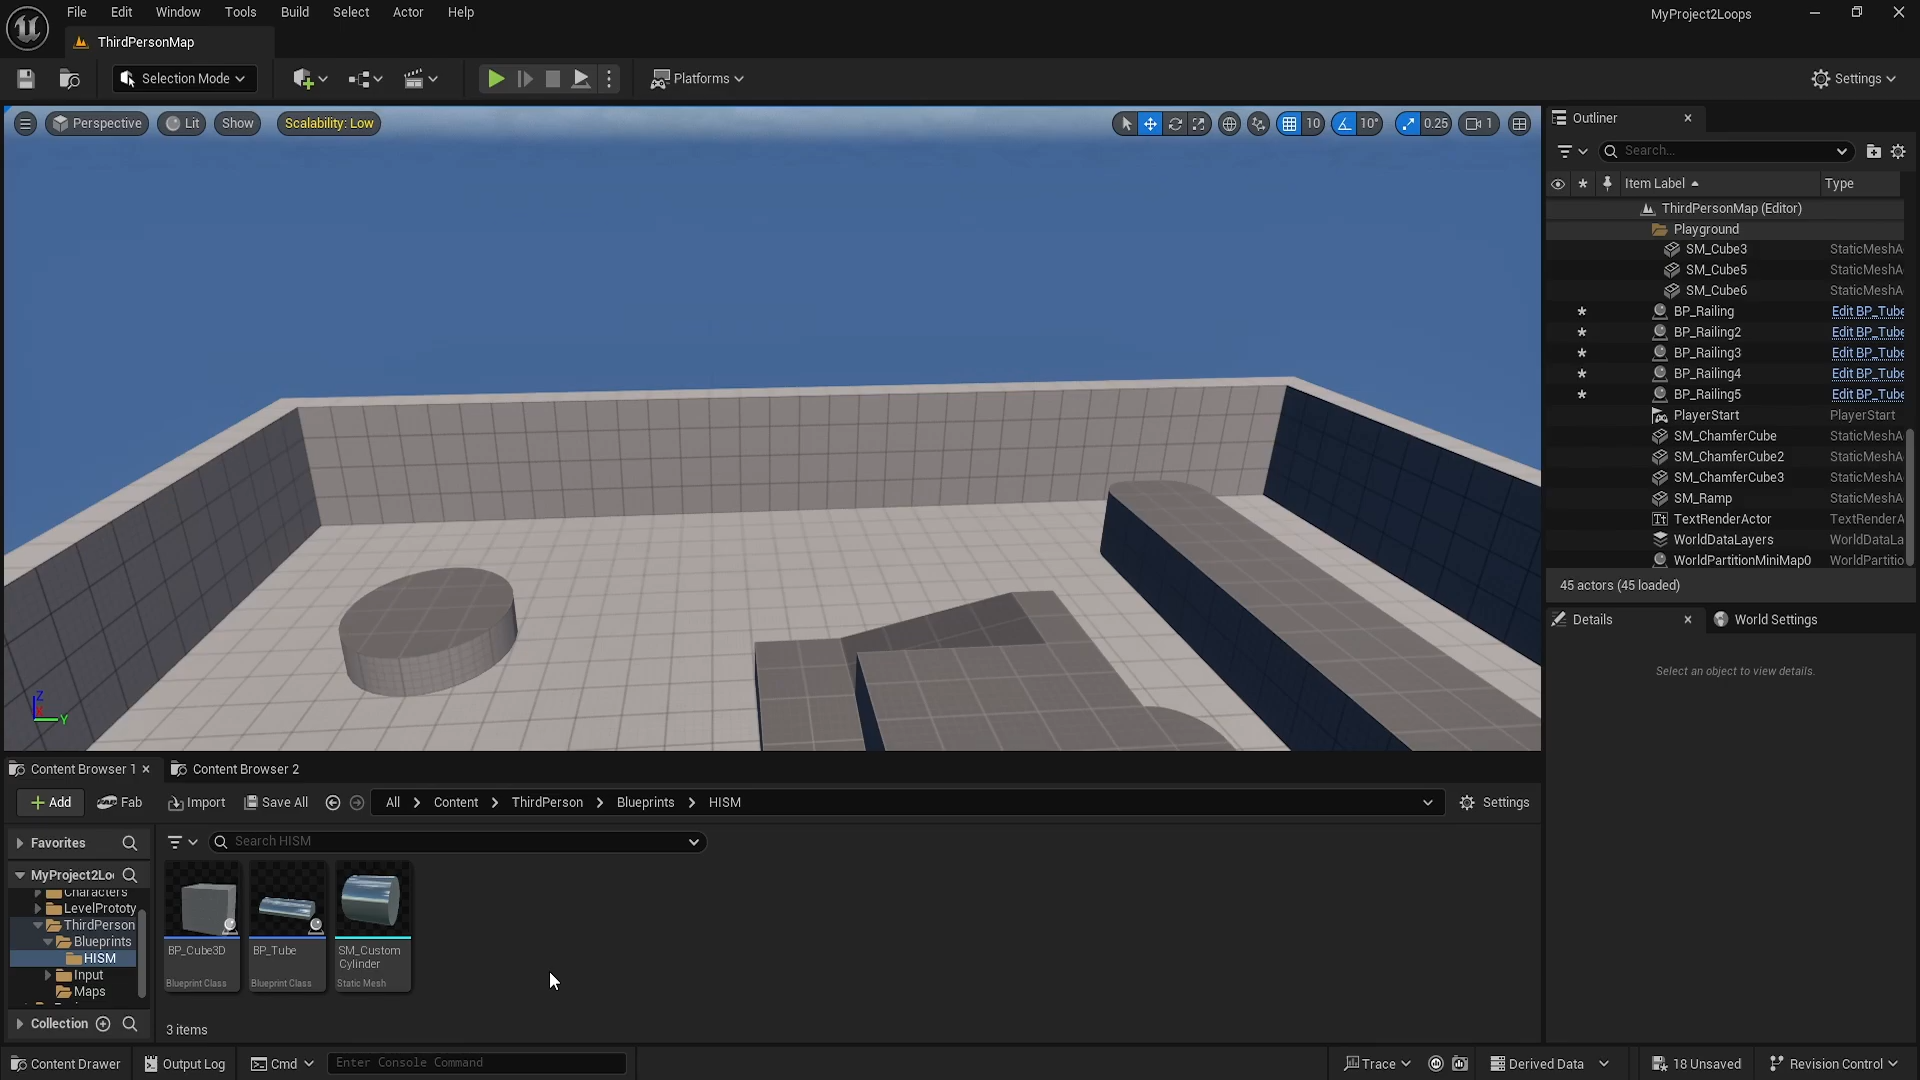 File Edit Window Tools Build Select Actor Help
MyProject2Loops
ThirdPersonMap
Selection Mode
Platforms
Settings
Perspective Lit Show Scalability: Low
10 10° 0.25 1
Z
Y
Outliner
Search...
Item Label Type
ThirdPersonMap (Editor)
Playground
SM_Cube3 StaticMeshA
SM_Cube5 StaticMeshA
SM_Cube6 StaticMeshA
BP_Railing Edit BP_Tube
BP_Railing2 Edit BP_Tube
BP_Railing3 Edit BP_Tube
BP_Railing4 Edit BP_Tube
BP_Railing5 Edit BP_Tube
PlayerStart PlayerStart
SM_ChamferCube StaticMeshA
SM_ChamferCube2 StaticMeshA
SM_ChamferCube3 StaticMeshA
SM_Ramp StaticMeshA
TextRenderActor TextRenderA
WorldDataLayers WorldDataLa
WorldPartitionMiniMap0 WorldPartitio
45 actors (45 loaded)
Details World Settings
Select an object to view details.
Content Browser 1 Content Browser 2
Add Fab Import Save All All Content ThirdPerson Blueprints HISM Settings
Favorites
Search HISM
MyProject2Loo
Characters
LevelPrototy
ThirdPerson
Blueprints
HISM
Input
Maps
Collection
BP_Cube3D
Blueprint Class
BP_Tube
Blueprint Class
SM_Custom
Cylinder
Static Mesh
3 items
Content Drawer Output Log Cmd Enter Console Command Trace Derived Data 18 Unsaved Revision Control